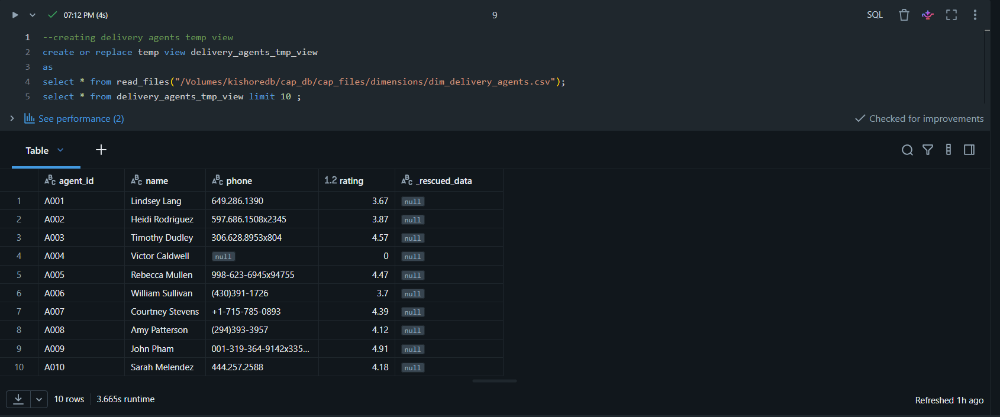 07:12 PM (4s)
9
SQL
1 --creating delivery agents temp view
2 create or replace temp view delivery_agents_tmp_view
3 as
4 select * from read_files("/Volumes/kishoredb/cap_db/cap_files/dimensions/dim_delivery_agents.csv");
5 select * from delivery_agents_tmp_view limit 10 ;
See performance (2)
Checked for improvements
Table
ABC agent_id ABC name ABC phone 1.2 rating ABC _rescued_data
1 A001 Lindsey Lang 649.286.1390 3.67 null
2 A002 Heidi Rodriguez 597.686.1508x2345 3.87 null
3 A003 Timothy Dudley 306.628.8953x804 4.57 null
4 A004 Victor Caldwell null 0 null
5 A005 Rebecca Mullen 998-623-6945x94755 4.47 null
6 A006 William Sullivan (430)391-1726 3.7 null
7 A007 Courtney Stevens +1-715-785-0893 4.39 null
8 A008 Amy Patterson (294)393-3957 4.12 null
9 A009 John Pham 001-319-364-9142x335... 4.91 null
10 A010 Sarah Melendez 444.257.2588 4.18 null
10 rows
3.665s runtime
Refreshed 1h ago